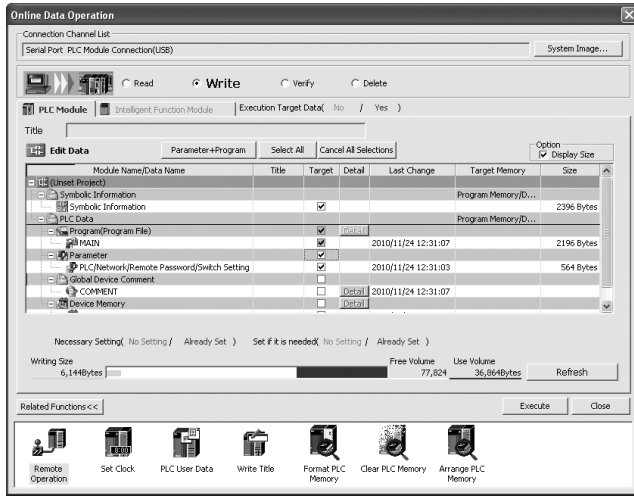 Online Data Operation
Connection Channel List
Serial Port PLC Module Connection(USB)
System Image...
Read
Write
Verify
Delete
PLC Module
Intelligent Function Module
Execution Target Data( No / Yes )
Title
Edit Data
Parameter+Program
Select All
Cancel All Selections
Option
Display Size
Module Name/Data Name Title Target Detail Last Change Target Memory Size
(Unset Project)
Symbolic Information Program Memory/D...
Symbolic Information 2396 Bytes
PLC Data Program Memory/D...
Program(Program File) Detail
MAIN 2010/11/24 12:31:07 2196 Bytes
Parameter
PLC/Network/Remote Password/Switch Setting 2010/11/24 12:31:03 564 Bytes
Global Device Comment
COMMENT Detail 2010/11/24 12:31:07
Device Memory Detail
Necessary Setting( No Setting / Already Set ) Set if it is needed( No Setting / Already Set )
Writing Size Free Volume Use Volume
6,144Bytes 77,824 36,864Bytes Refresh
Related Functions<<
Execute
Close
Remote Operation
Set Clock
PLC User Data
Write Title
Format PLC Memory
Clear PLC Memory
Arrange PLC Memory